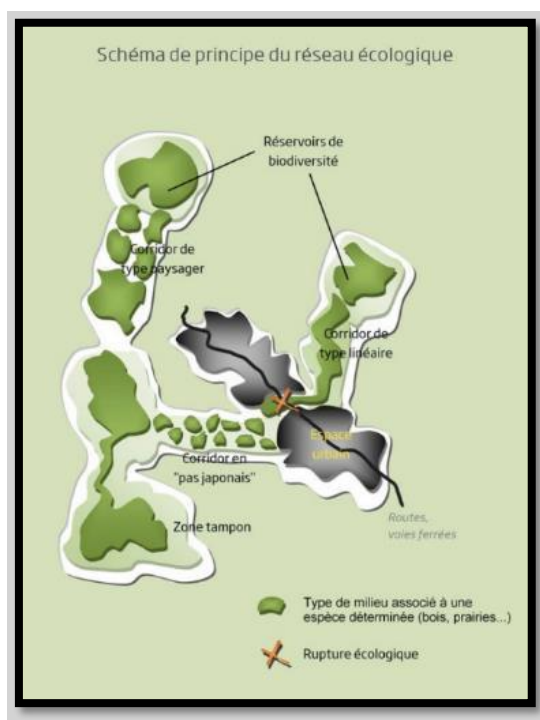 Schéma de principe du réseau écologique
Réservoirs de
biodiversité
Corridor de
type paysager
Corridor de
type linéaire
Espace
urbain
Corridor en
"pas japonais"
Zone tampon
Routes,
voies ferrées
Type de milieu associé à une
espèce déterminée (bois, prairies...)
Rupture écologique